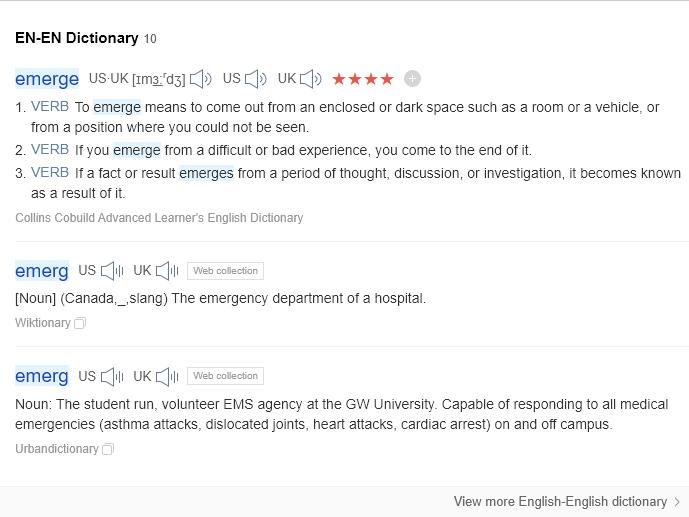 EN-EN Dictionary 10
emerge US·UK [ɪmɜ:ʳdʒ] US UK ★★★★
1. VERB To emerge means to come out from an enclosed or dark space such as a room or a vehicle, or
from a position where you could not be seen.
2. VERB If you emerge from a difficult or bad experience, you come to the end of it.
3. VERB If a fact or result emerges from a period of thought, discussion, or investigation, it becomes known
as a result of it.
Collins Cobuild Advanced Learner's English Dictionary
emerg US UK Web collection
[Noun] (Canada,_,slang) The emergency department of a hospital.
Wiktionary
emerg US UK Web collection
Noun: The student run, volunteer EMS agency at the GW University. Capable of responding to all medical
emergencies (asthma attacks, dislocated joints, heart attacks, cardiac arrest) on and off campus.
Urbandictionary
View more English-English dictionary >